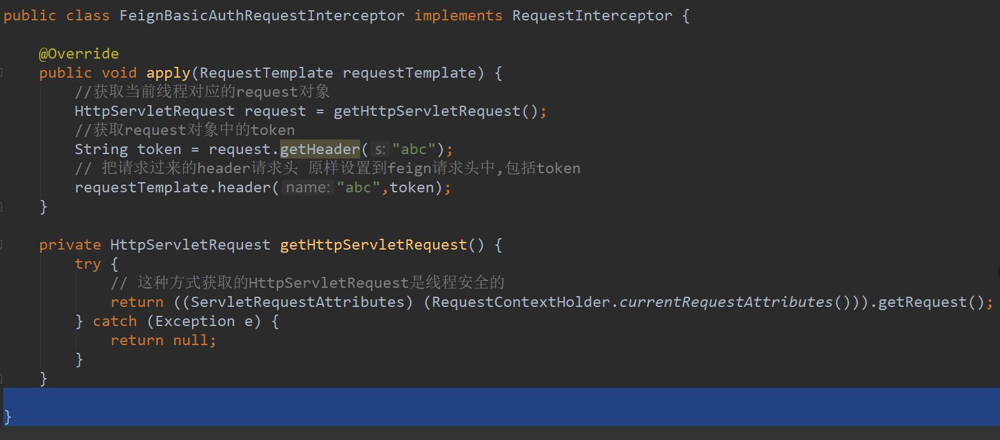 public class FeignBasicAuthRequestInterceptor implements RequestInterceptor {
@Override
public void apply(RequestTemplate requestTemplate) {
//获取当前线程对应的request对象
HttpServletRequest request = getHttpServletRequest();
//获取request对象中的token
String token = request.getHeader( s: "abc");
// 把请求过来的header请求头 原样设置到feign请求头中,包括token
requestTemplate.header( name: "abc",token);
}
private HttpServletRequest getHttpServletRequest() {
try {
// 这种方式获取的HttpServletRequest是线程安全的
return ((ServletRequestAttributes) (RequestContextHolder.currentRequestAttributes())).getRequest();
} catch (Exception e) {
return null;
}
}
}